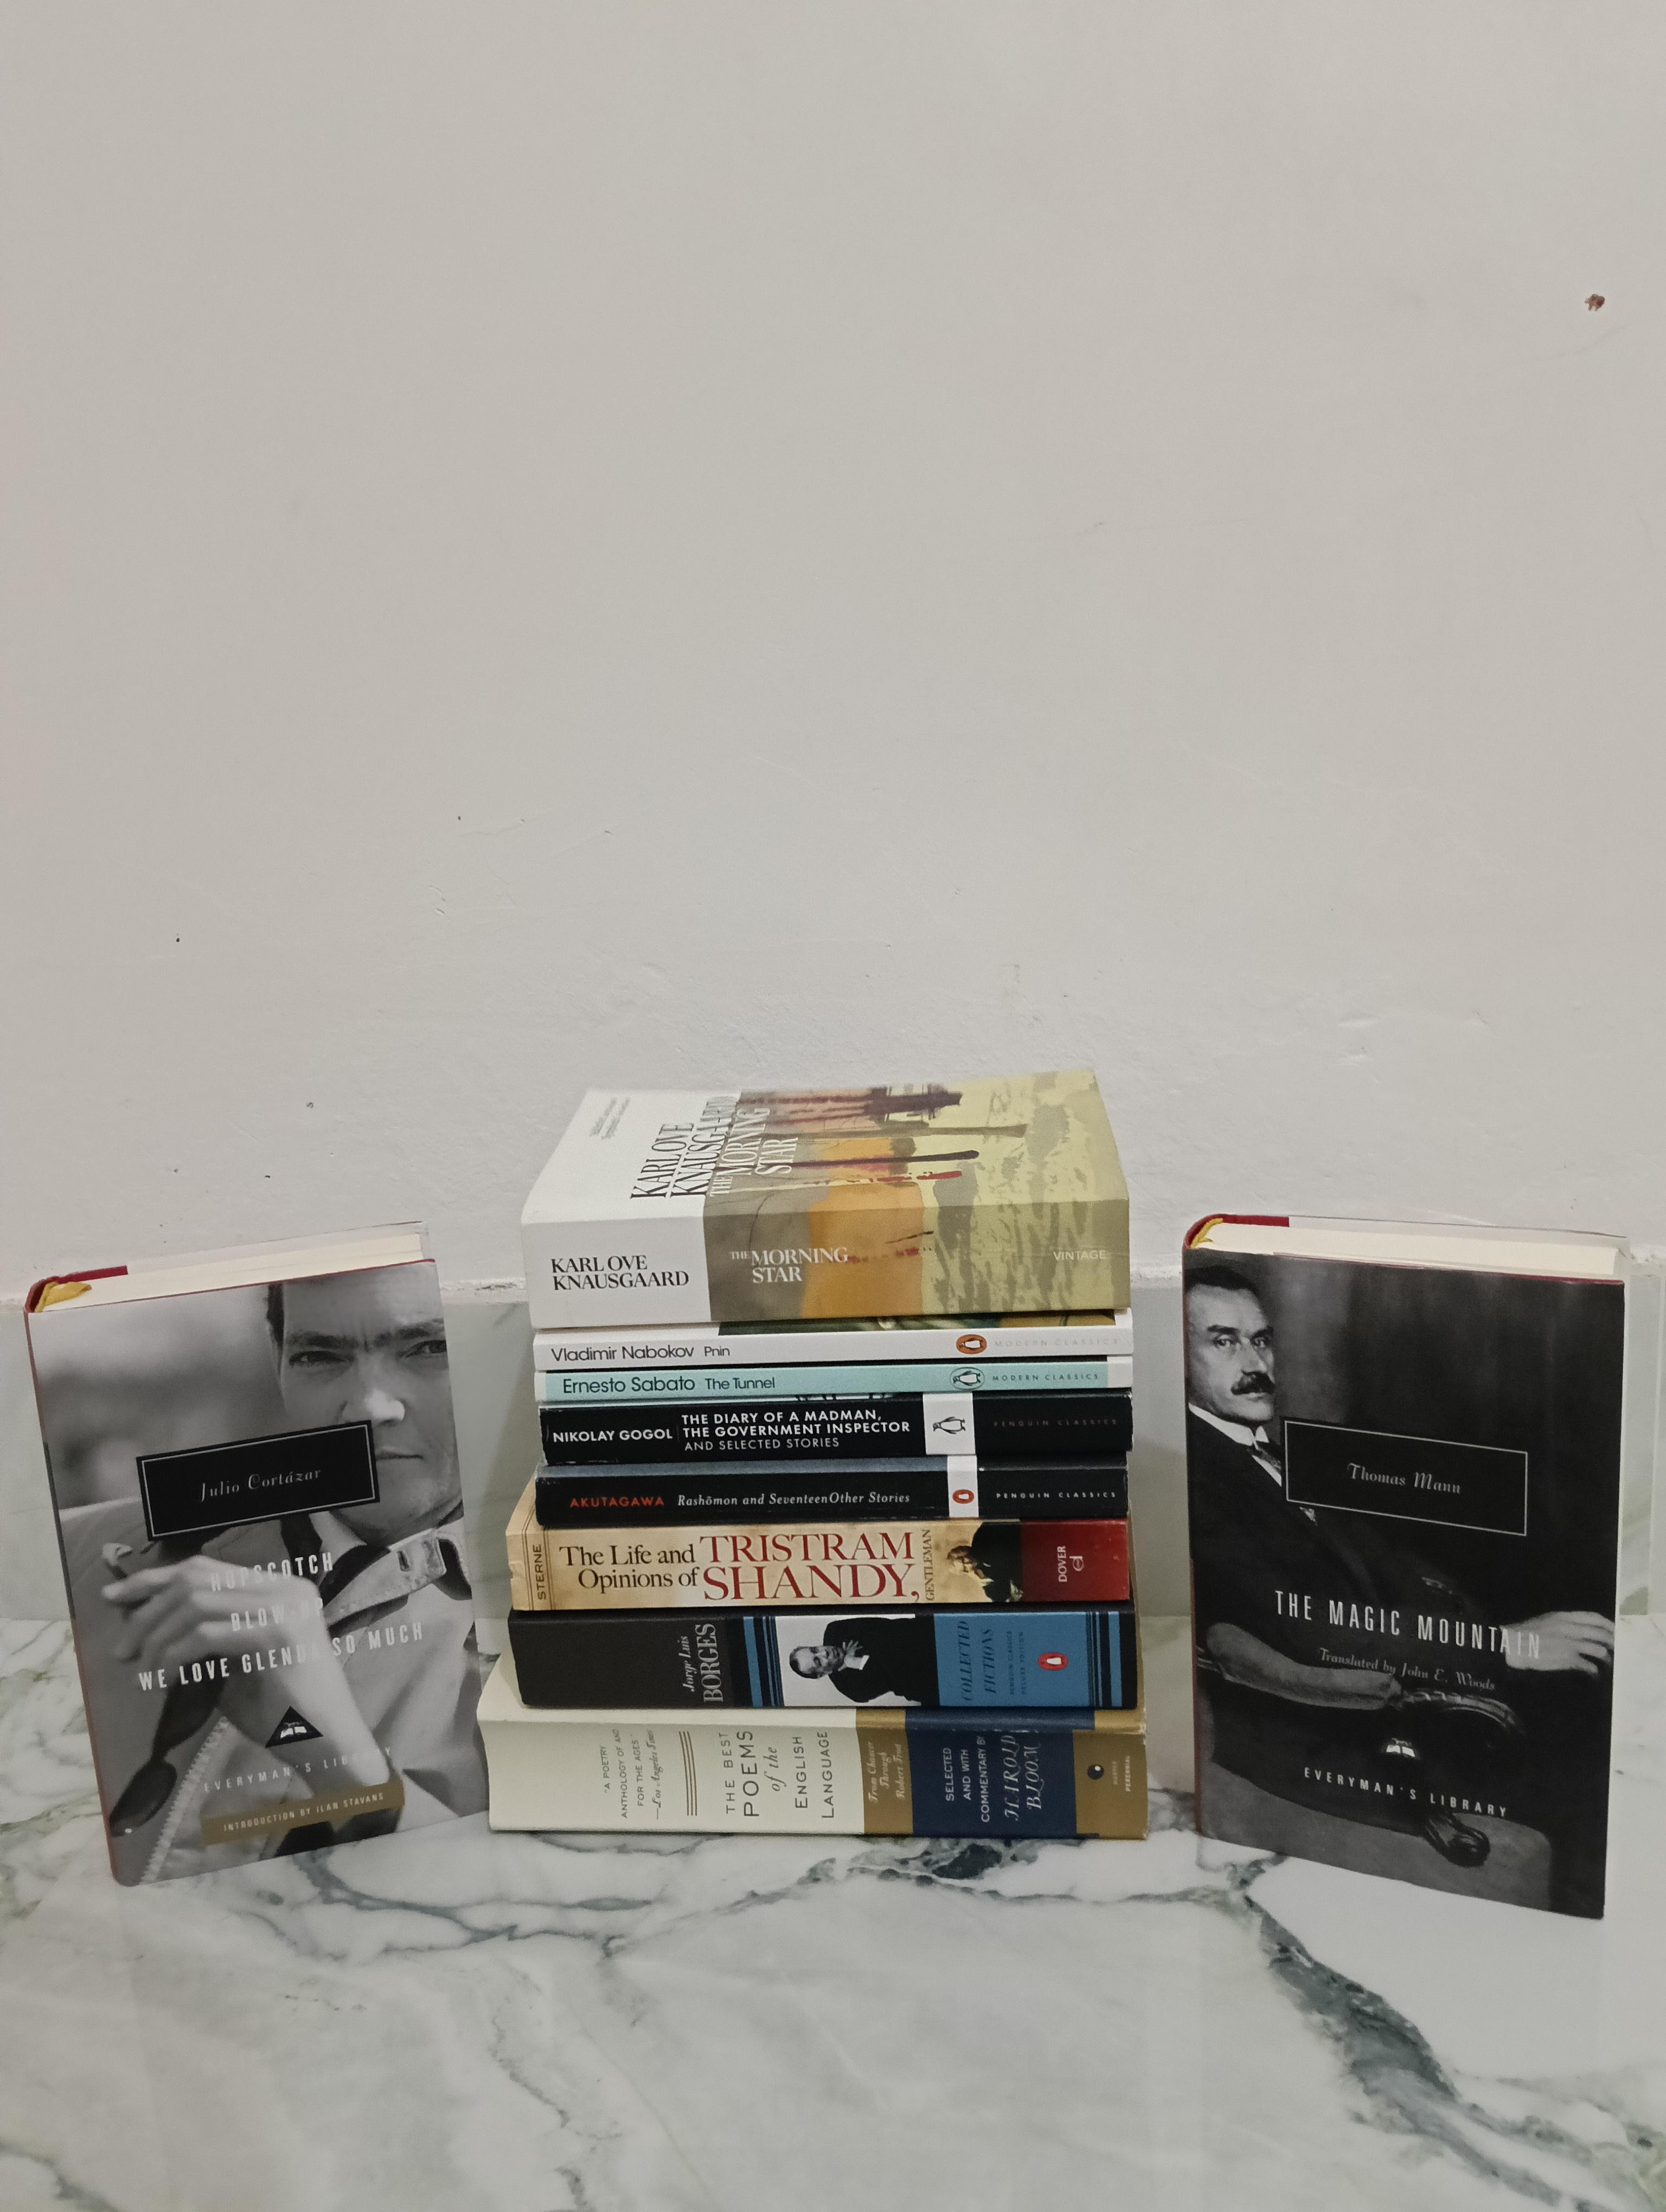 KARL OVE
KNAUSGAARD
THE MORNING
STAR
KARL OVE
KNAUSGAARD
THE MORNING
STAR
VINTAGE
Vladimir Nabokov Pnin
MODERN CLASSICS
Ernesto Sabato The Tunnel
MODERN CLASSICS
NIKOLAY GOGOL
THE DIARY OF A MADMAN,
THE GOVERNMENT INSPECTOR
AND SELECTED STORIES
PENGUIN CLASSICS
AKUTAGAWA Rashōmon and Seventeen Other Stories
PENGUIN CLASSICS
STERNE
The Life and
Opinions of
TRISTRAM
SHANDY,
GENTLEMAN
DOVER
Jorge Luis
BORGES
COLLECTED
FICTIONS
PENGUIN CLASSICS
DELUXE EDITION
"A POETRY
ANTHOLOGY OF AND
FOR THE AGES."
—Los Angeles Times
THE BEST
POEMS
of the
ENGLISH
LANGUAGE
From Chaucer
Through
Robert Frost
SELECTED
AND WITH
COMMENTARY BY
HAROLD
BLOOM
HARPER
PERENNIAL
Julio Cortázar
HOPSCOTCH
BLOW-UP
WE LOVE GLENDA SO MUCH
EVERYMAN'S LIBRARY
INTRODUCTION BY ILAN STAVANS
Thomas Mann
THE MAGIC MOUNTAIN
Translated by John E. Woods
EVERYMAN'S LIBRARY